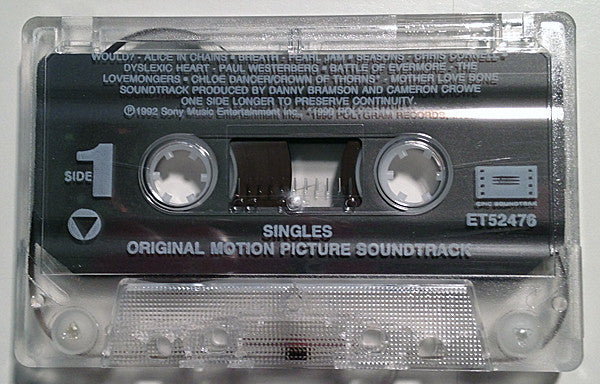 WOULD? - ALICE IN CHAINS • BREATH - PEARL JAM • SEASONS - CHRIS CORNELL •
DYSLEXIC HEART - PAUL WESTERBERG • BATTLE OF EVERMORE - THE
LOVEMONGERS • CHLOE DANCER/CROWN OF THORNS* - MOTHER LOVE BONE
SOUNDTRACK PRODUCED BY DANNY BRAMSON AND CAMERON CROWE
ONE SIDE LONGER TO PRESERVE CONTINUITY.
℗ 1992 Sony Music Entertainment Inc. POLYGRAM RECORDS.
SIDE 1
EPIC SOUNDTRAX
ET52476
SINGLES
ORIGINAL MOTION PICTURE SOUNDTRACK